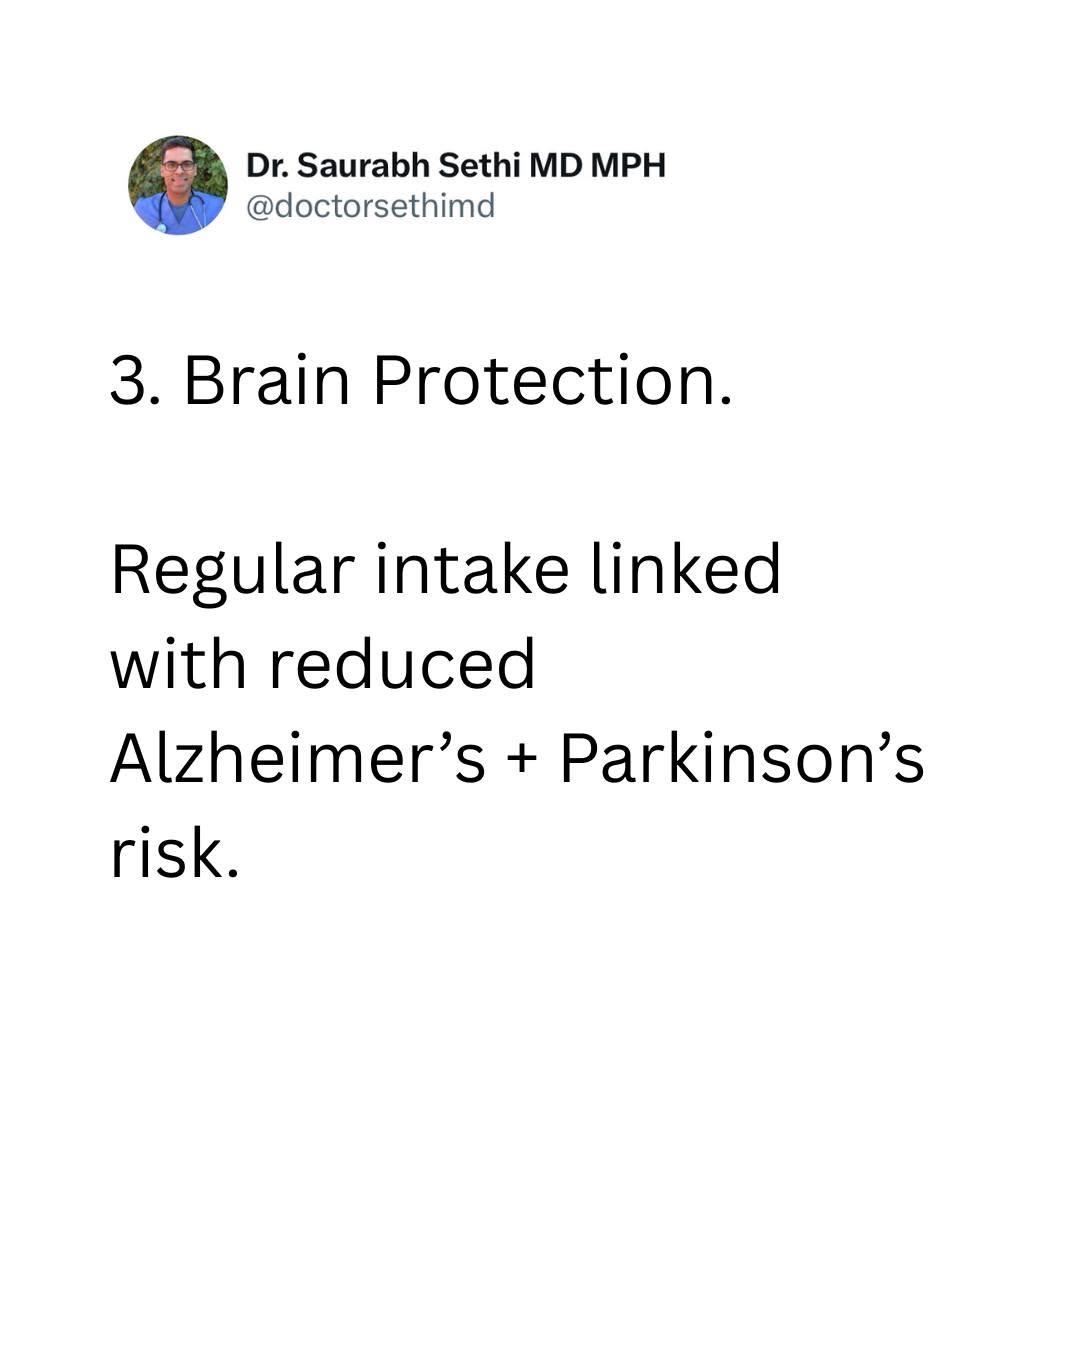 Dr. Saurabh Sethi MD MPH
@doctorsethimd
3. Brain Protection.
Regular intake linked
with reduced
Alzheimer’s + Parkinson’s
risk.